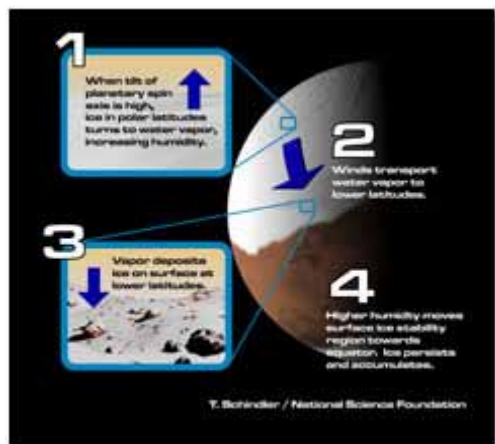 1
When tilt of
planetary spin
axis is high,
ice in polar latitudes
turns to water vapor,
increasing humidity.
2
Winds transport
water vapor to
lower latitudes.
3
Vapor deposits
ice on surface at
lower latitudes.
4
Higher humidity moves
surface ice stability
region towards
equator. Ice persists
and accumulates.
T. Schindler / National Science Foundation